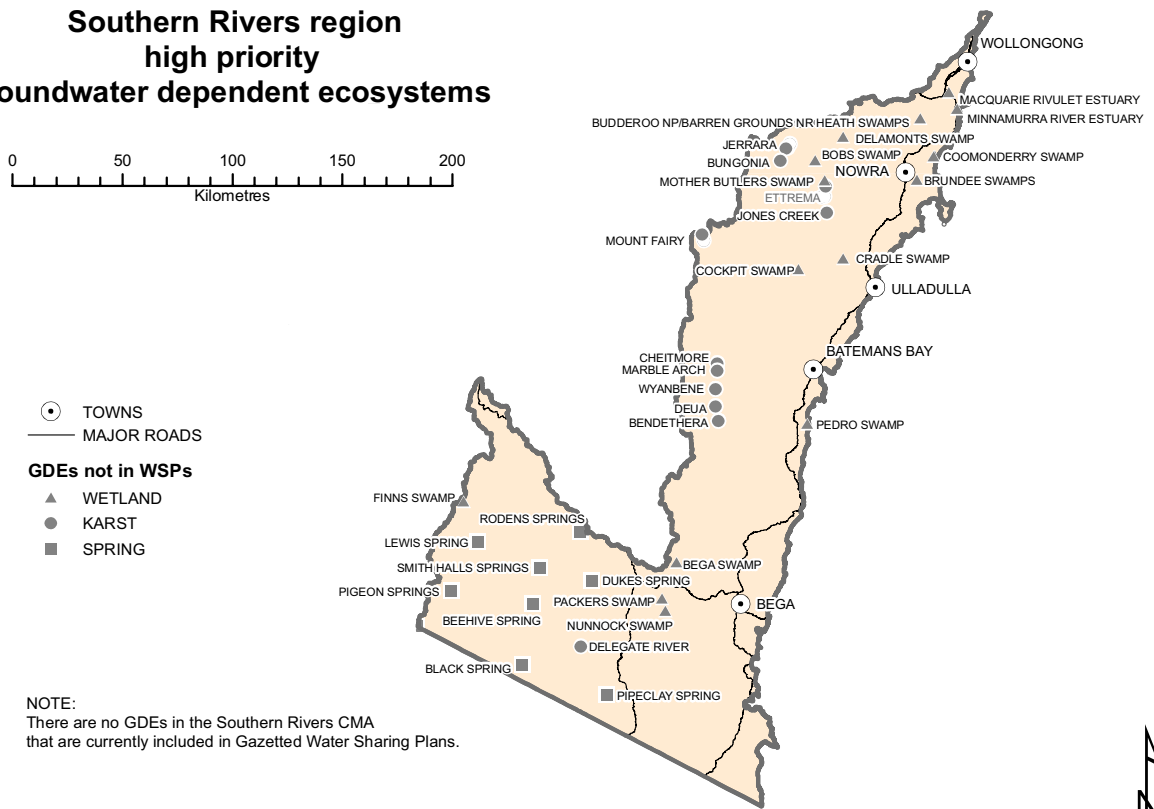 Southern Rivers region
high priority
oundwater dependent ecosystems
0 50 100 150 200
Kilometres
WOLLONGONG
MACQUARIE RIVULET ESTUARY
MINNAMURRA RIVER ESTUARY
BUDDEROO NP/BARREN GROUNDS NR HEATH SWAMPS
DELAMONTS SWAMP
JERRARA
BOBS SWAMP
COOMONDERRY SWAMP
BUNGONIA
NOWRA
MOTHER BUTLERS SWAMP
BRUNDEE SWAMPS
ETTREMA
JONES CREEK
MOUNT FAIRY
CRADLE SWAMP
COCKPIT SWAMP
ULLADULLA
BATEMANS BAY
CHEITMORE
MARBLE ARCH
WYANBENE
DEUA
BENDETHERA
PEDRO SWAMP
TOWNS
MAJOR ROADS
GDEs not in WSPs
WETLAND
KARST
SPRING
FINNS SWAMP
RODENS SPRINGS
LEWIS SPRING
SMITH HALLS SPRINGS
BEGA SWAMP
DUKES SPRING
PIGEON SPRINGS
PACKERS SWAMP
BEGA
BEEHIVE SPRING
NUNNOCK SWAMP
DELEGATE RIVER
BLACK SPRING
PIPECLAY SPRING
NOTE:
There are no GDEs in the Southern Rivers CMA
that are currently included in Gazetted Water Sharing Plans.